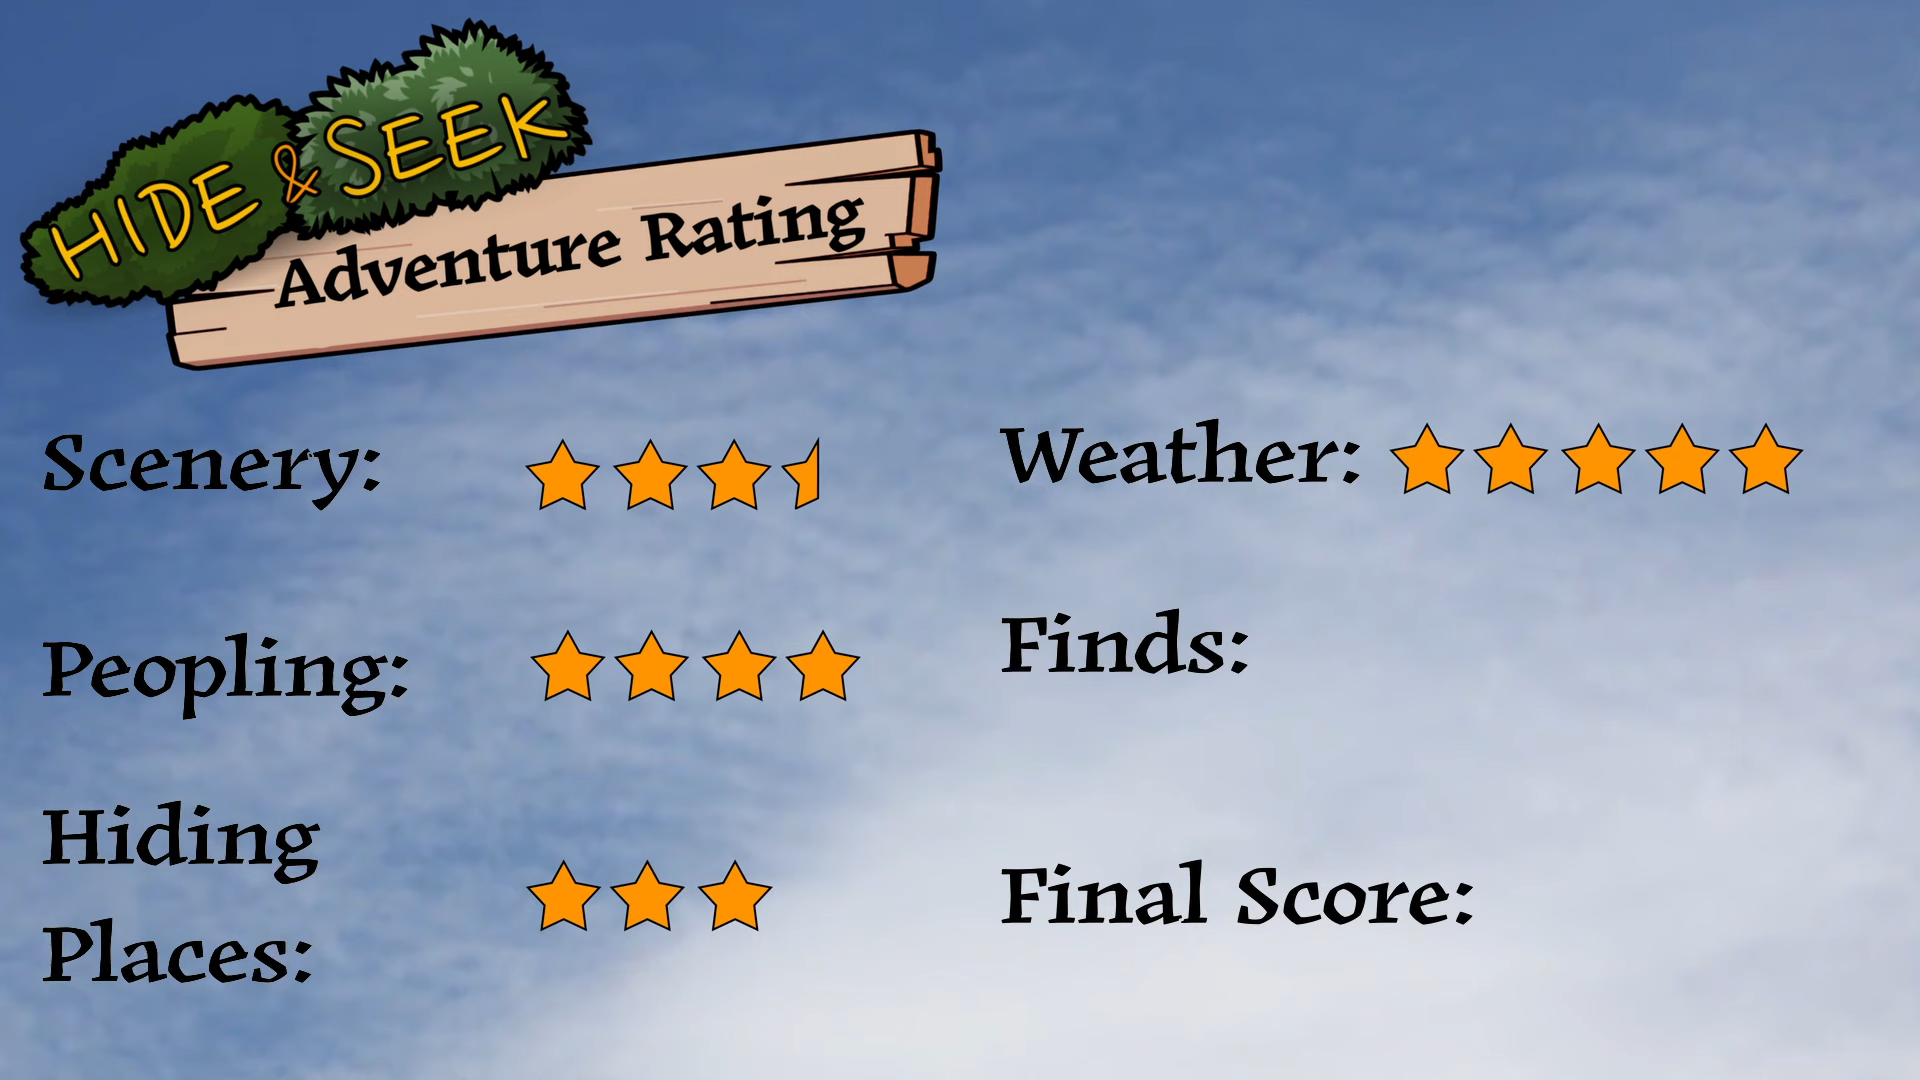 HIDE & SEEK
Adventure Rating
Scenery:
Peopling:
Hiding
Places:
Weather:
Finds:
Final Score: